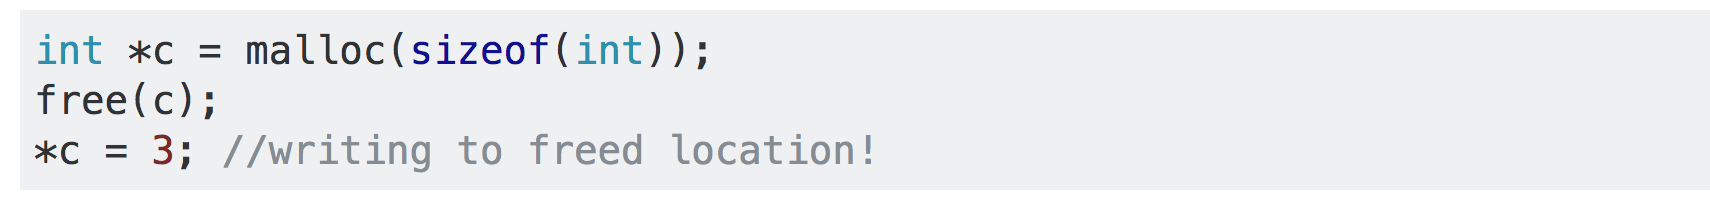 int *c = malloc(sizeof(int));
free(c);
*c = 3; //writing to freed location!